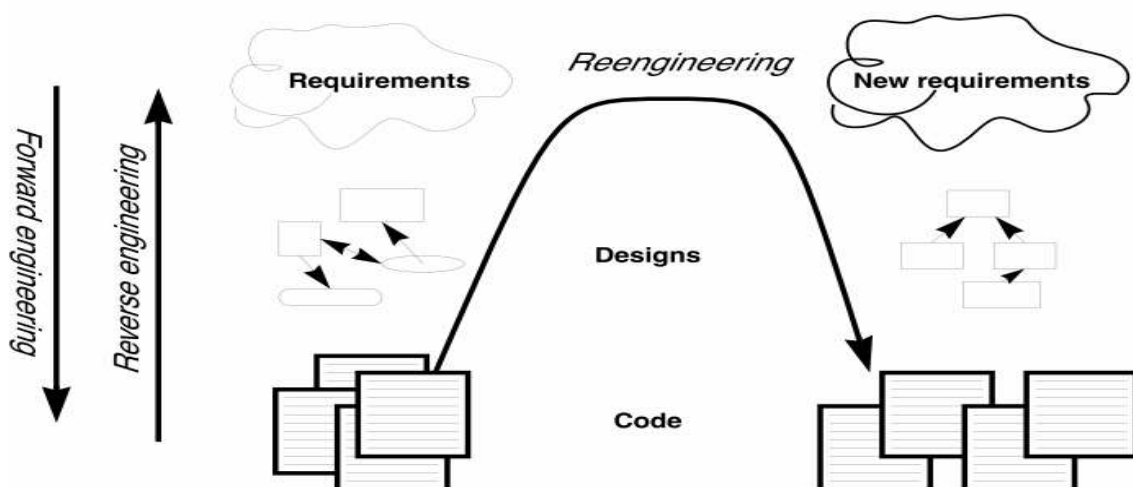 Requirements
Reengineering
New requirements
Forward engineering
Reverse engineering
Designs
Code